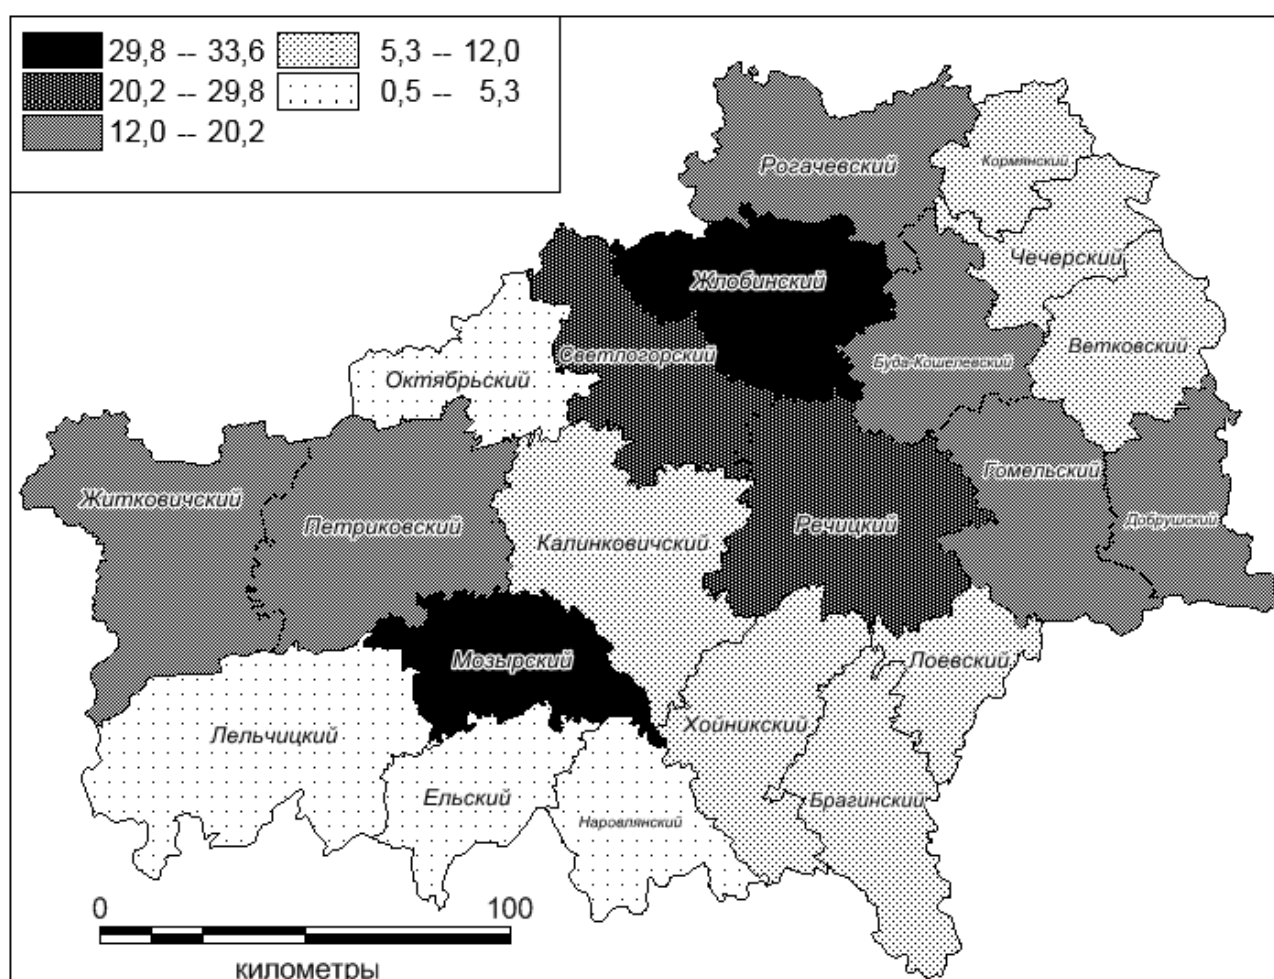 29,8 -- 33,6
5,3 -- 12,0
20,2 -- 29,8
0,5 -- 5,3
12,0 -- 20,2
Рогачевский
Кормянский
Чечерский
Жлобинский
Ветковский
Светлогорский
Буда-Кошелевский
Октябрьский
Гомельский
Житковичский
Добрушский
Петриковский
Речицкий
Калинковичский
Мозырский
Лоевский
Хойникский
Лельчицкий
Ельский
Брагинский
Наровлянский
0 100
километры